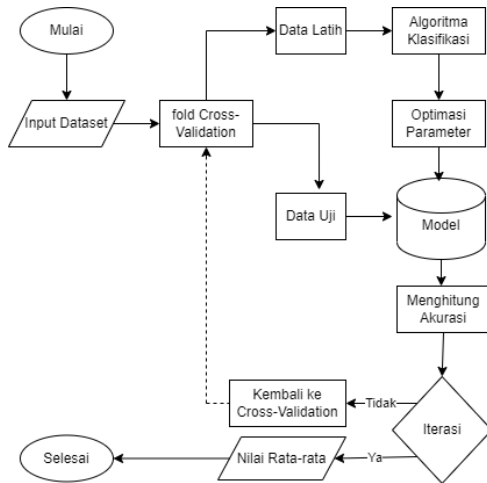 Mulai
Data Latih
Algoritma
Klasifikasi
Input Dataset
fold Cross-
Validation
Optimasi
Parameter
Data Uji
Model
Menghitung
Akurasi
Kembali ke
Cross-Validation
Tidak
Iterasi
Selesai
Nilai Rata-rata
Ya